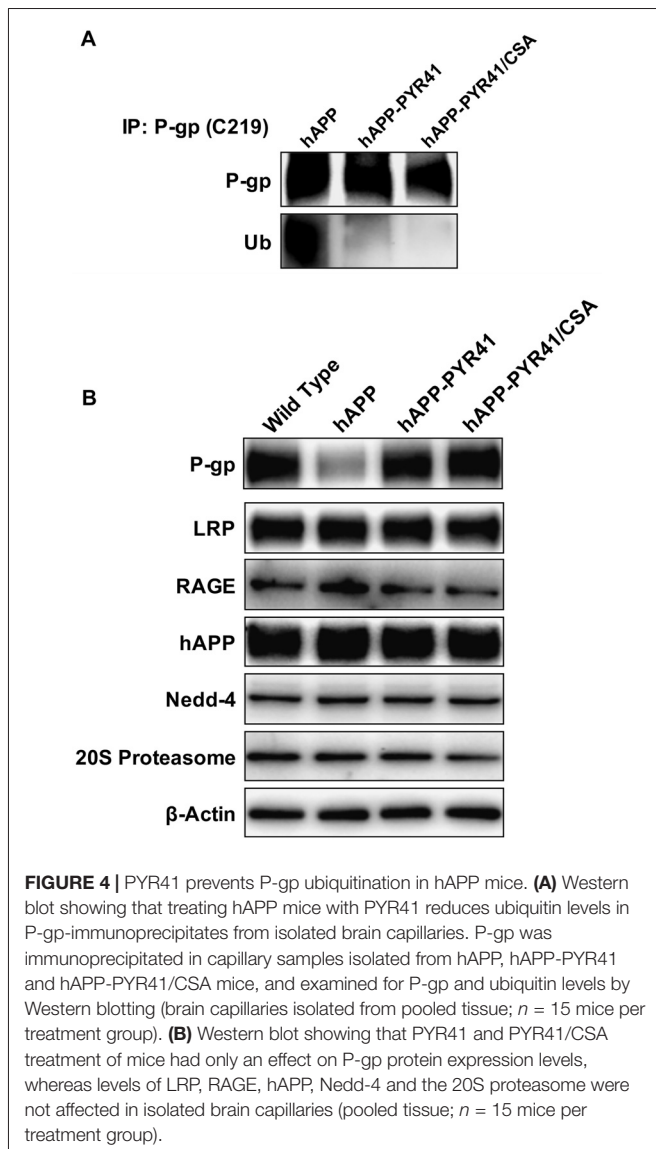 A
IP: P-gp (C219)
hAPP
hAPP-PYR41
hAPP-PYR41/CSA
P-gp
Ub
B
Wild Type
hAPP
hAPP-PYR41
hAPP-PYR41/CSA
P-gp
LRP
RAGE
hAPP
Nedd-4
20S Proteasome
β-Actin
FIGURE 4 | PYR41 prevents P-gp ubiquitination in hAPP mice. (A) Western
blot showing that treating hAPP mice with PYR41 reduces ubiquitin levels in
P-gp-immunoprecipitates from isolated brain capillaries. P-gp was
immunoprecipitated in capillary samples isolated from hAPP, hAPP-PYR41
and hAPP-PYR41/CSA mice, and examined for P-gp and ubiquitin levels by
Western blotting (brain capillaries isolated from pooled tissue; n = 15 mice per
treatment group). (B) Western blot showing that PYR41 and PYR41/CSA
treatment of mice had only an effect on P-gp protein expression levels,
whereas levels of LRP, RAGE, hAPP, Nedd-4 and the 20S proteasome were
not affected in isolated brain capillaries (pooled tissue; n = 15 mice per
treatment group).